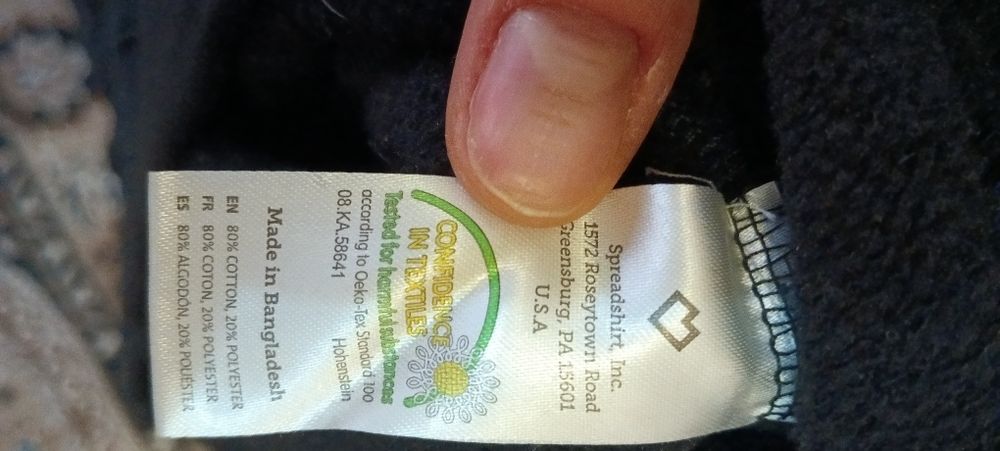 Spreadshirt, Inc.
1572 Roseytown Road
Greensburg, PA 15601
U.S.A
CONFIDENCE
IN TEXTILES
Tested for harmful substances
according to Oeko-Tex Standard 100
08.KA.58641 Hohenstein
Made in Bangladesh
EN 80% COTTON, 20% POLYESTER
FR 80% COTON, 20% POLYESTER
ES 80% ALGODÓN, 20% POLIÉSTER